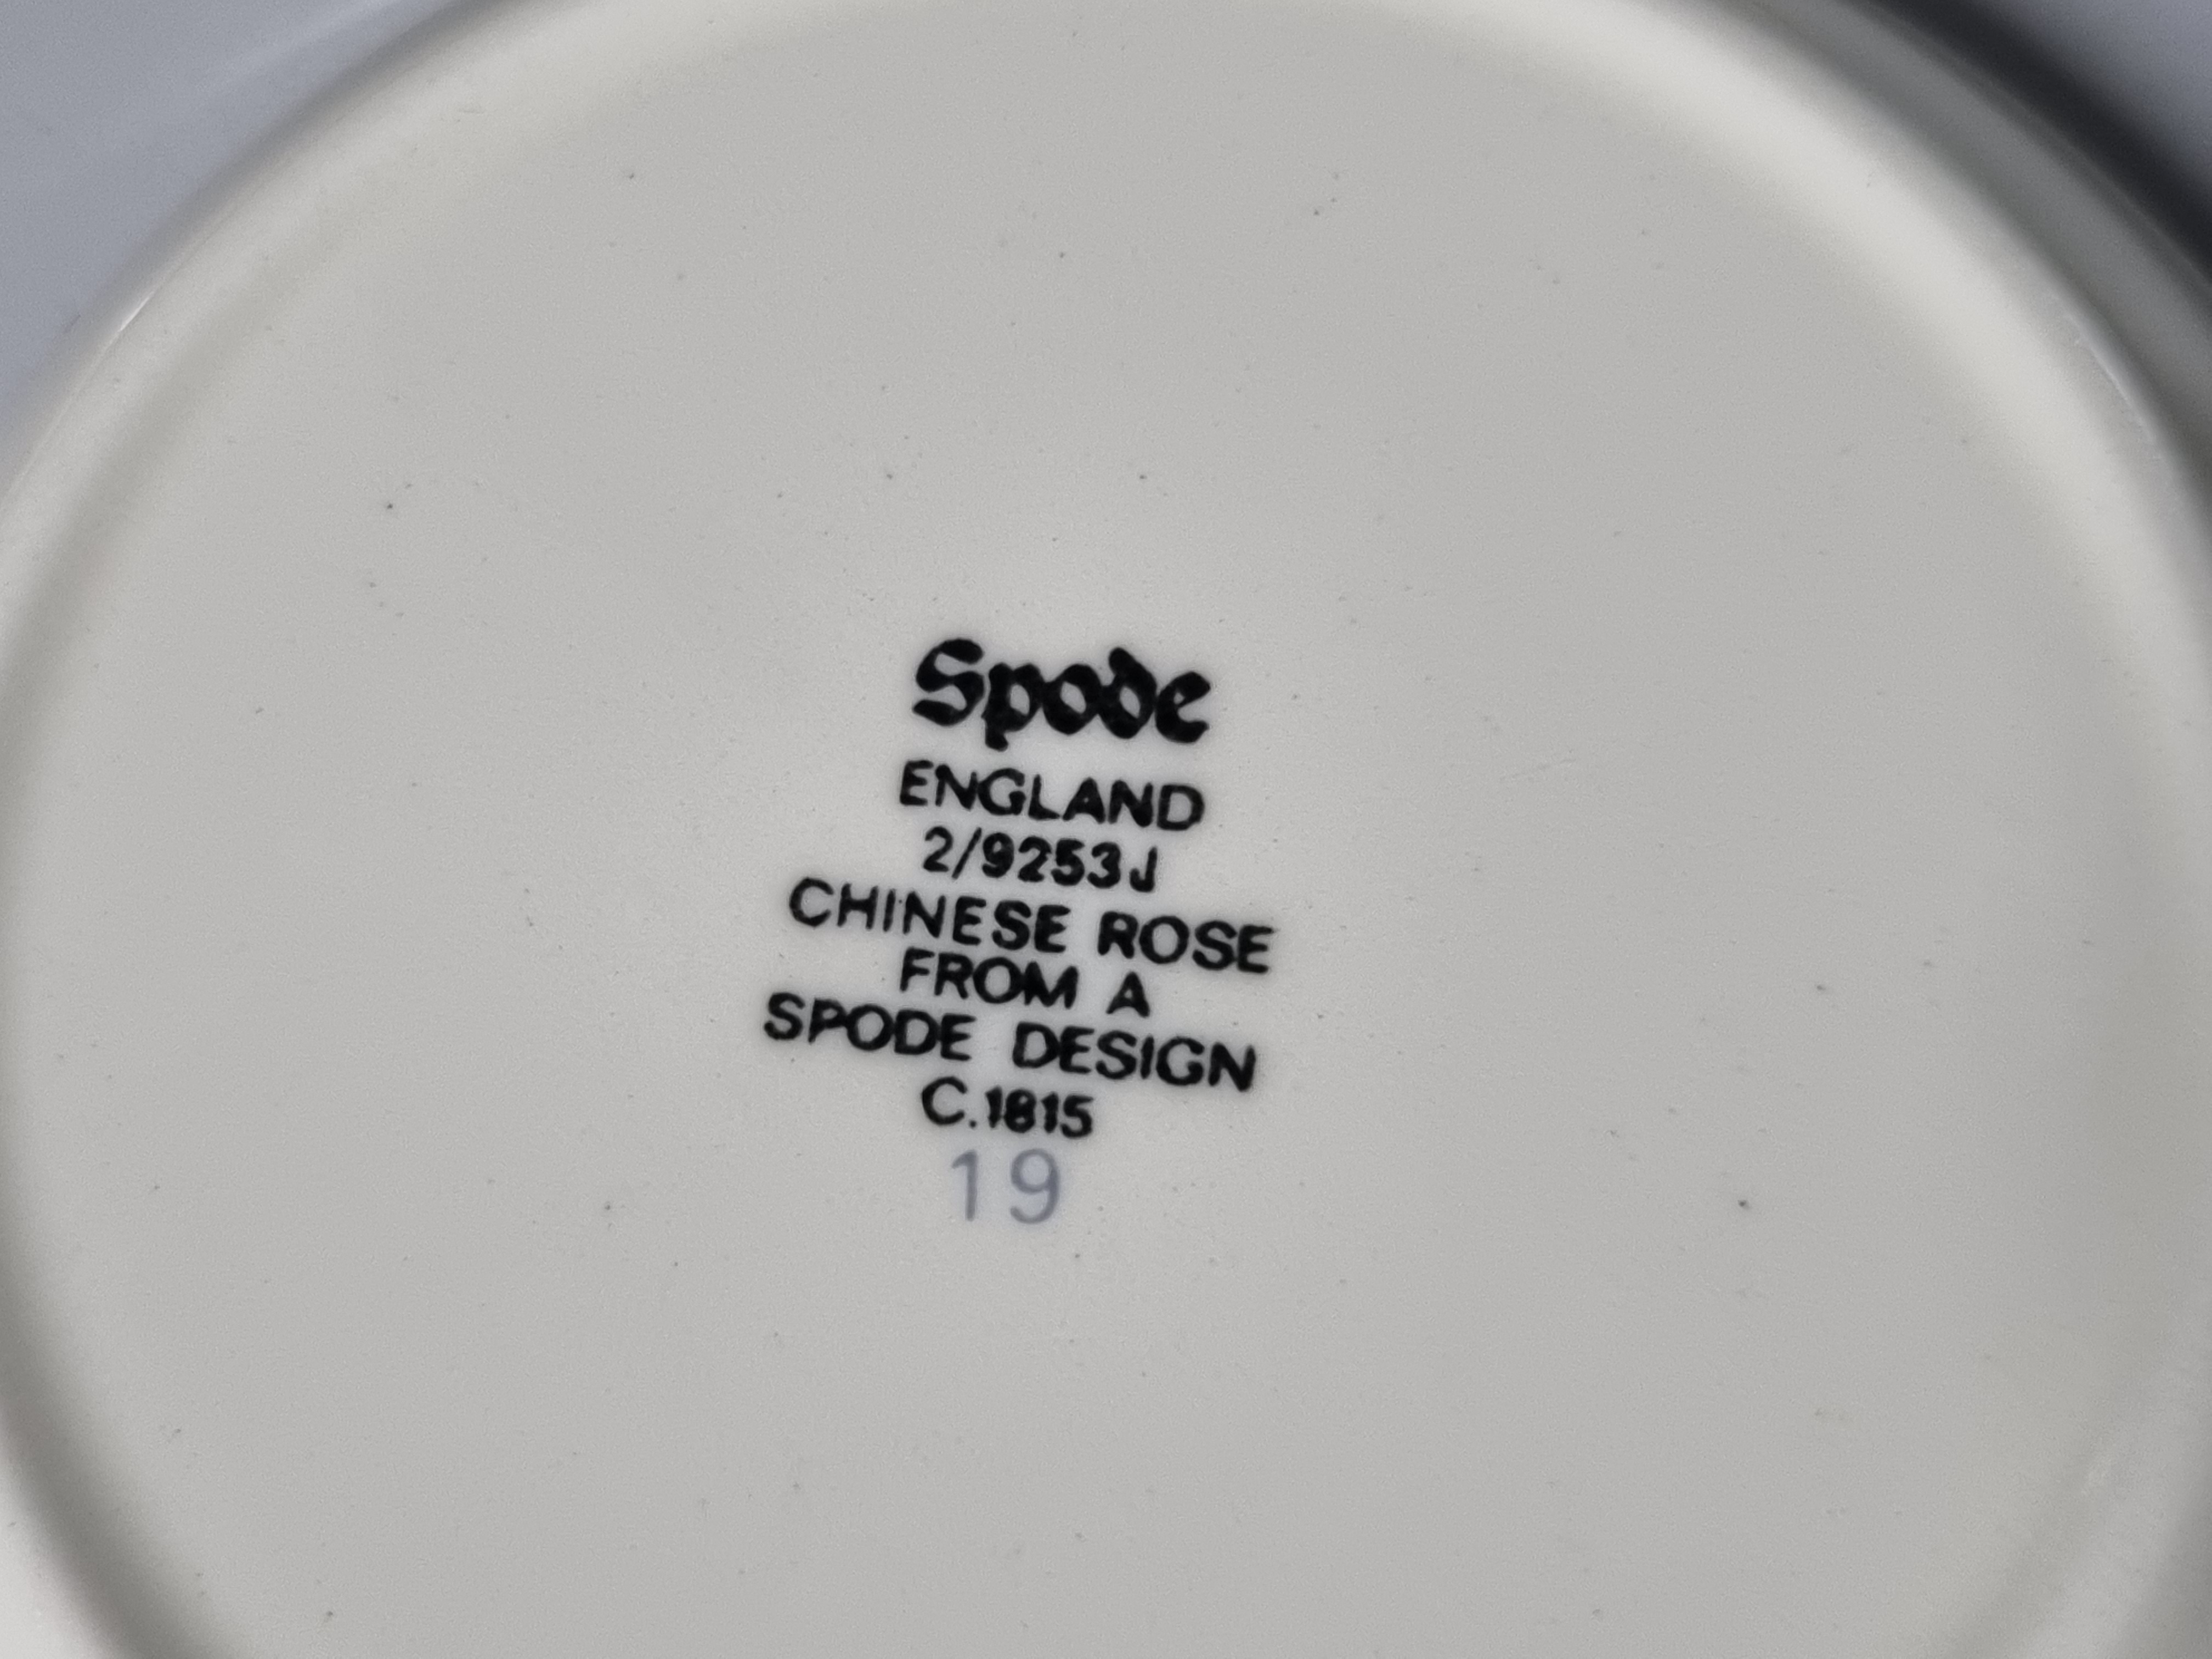 Spode
ENGLAND
2/9253J
CHINESE ROSE
FROM A
SPODE DESIGN
C.1815
19